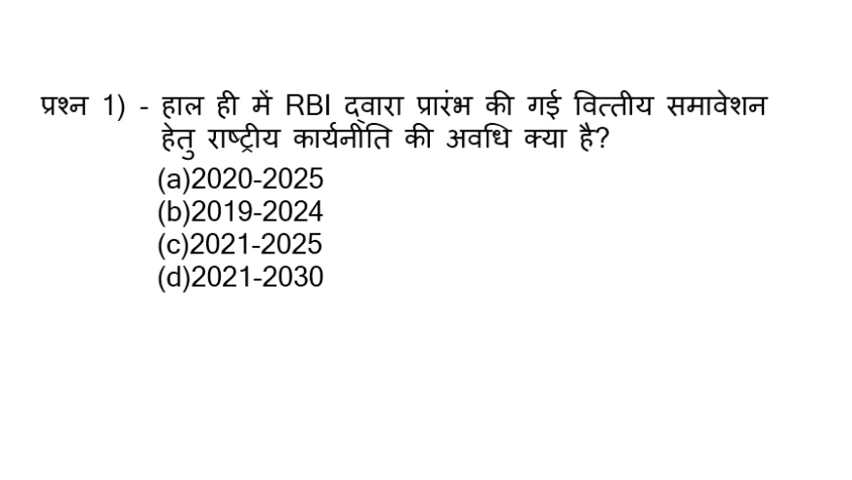 प्रश्न 1) - हाल ही में RBI द्वारा प्रारंभ की गई वित्तीय समावेशन
हेतु राष्ट्रीय कार्यनीति की अवधि क्या है?
(a)2020-2025
(b)2019-2024
(c)2021-2025
(d)2021-2030